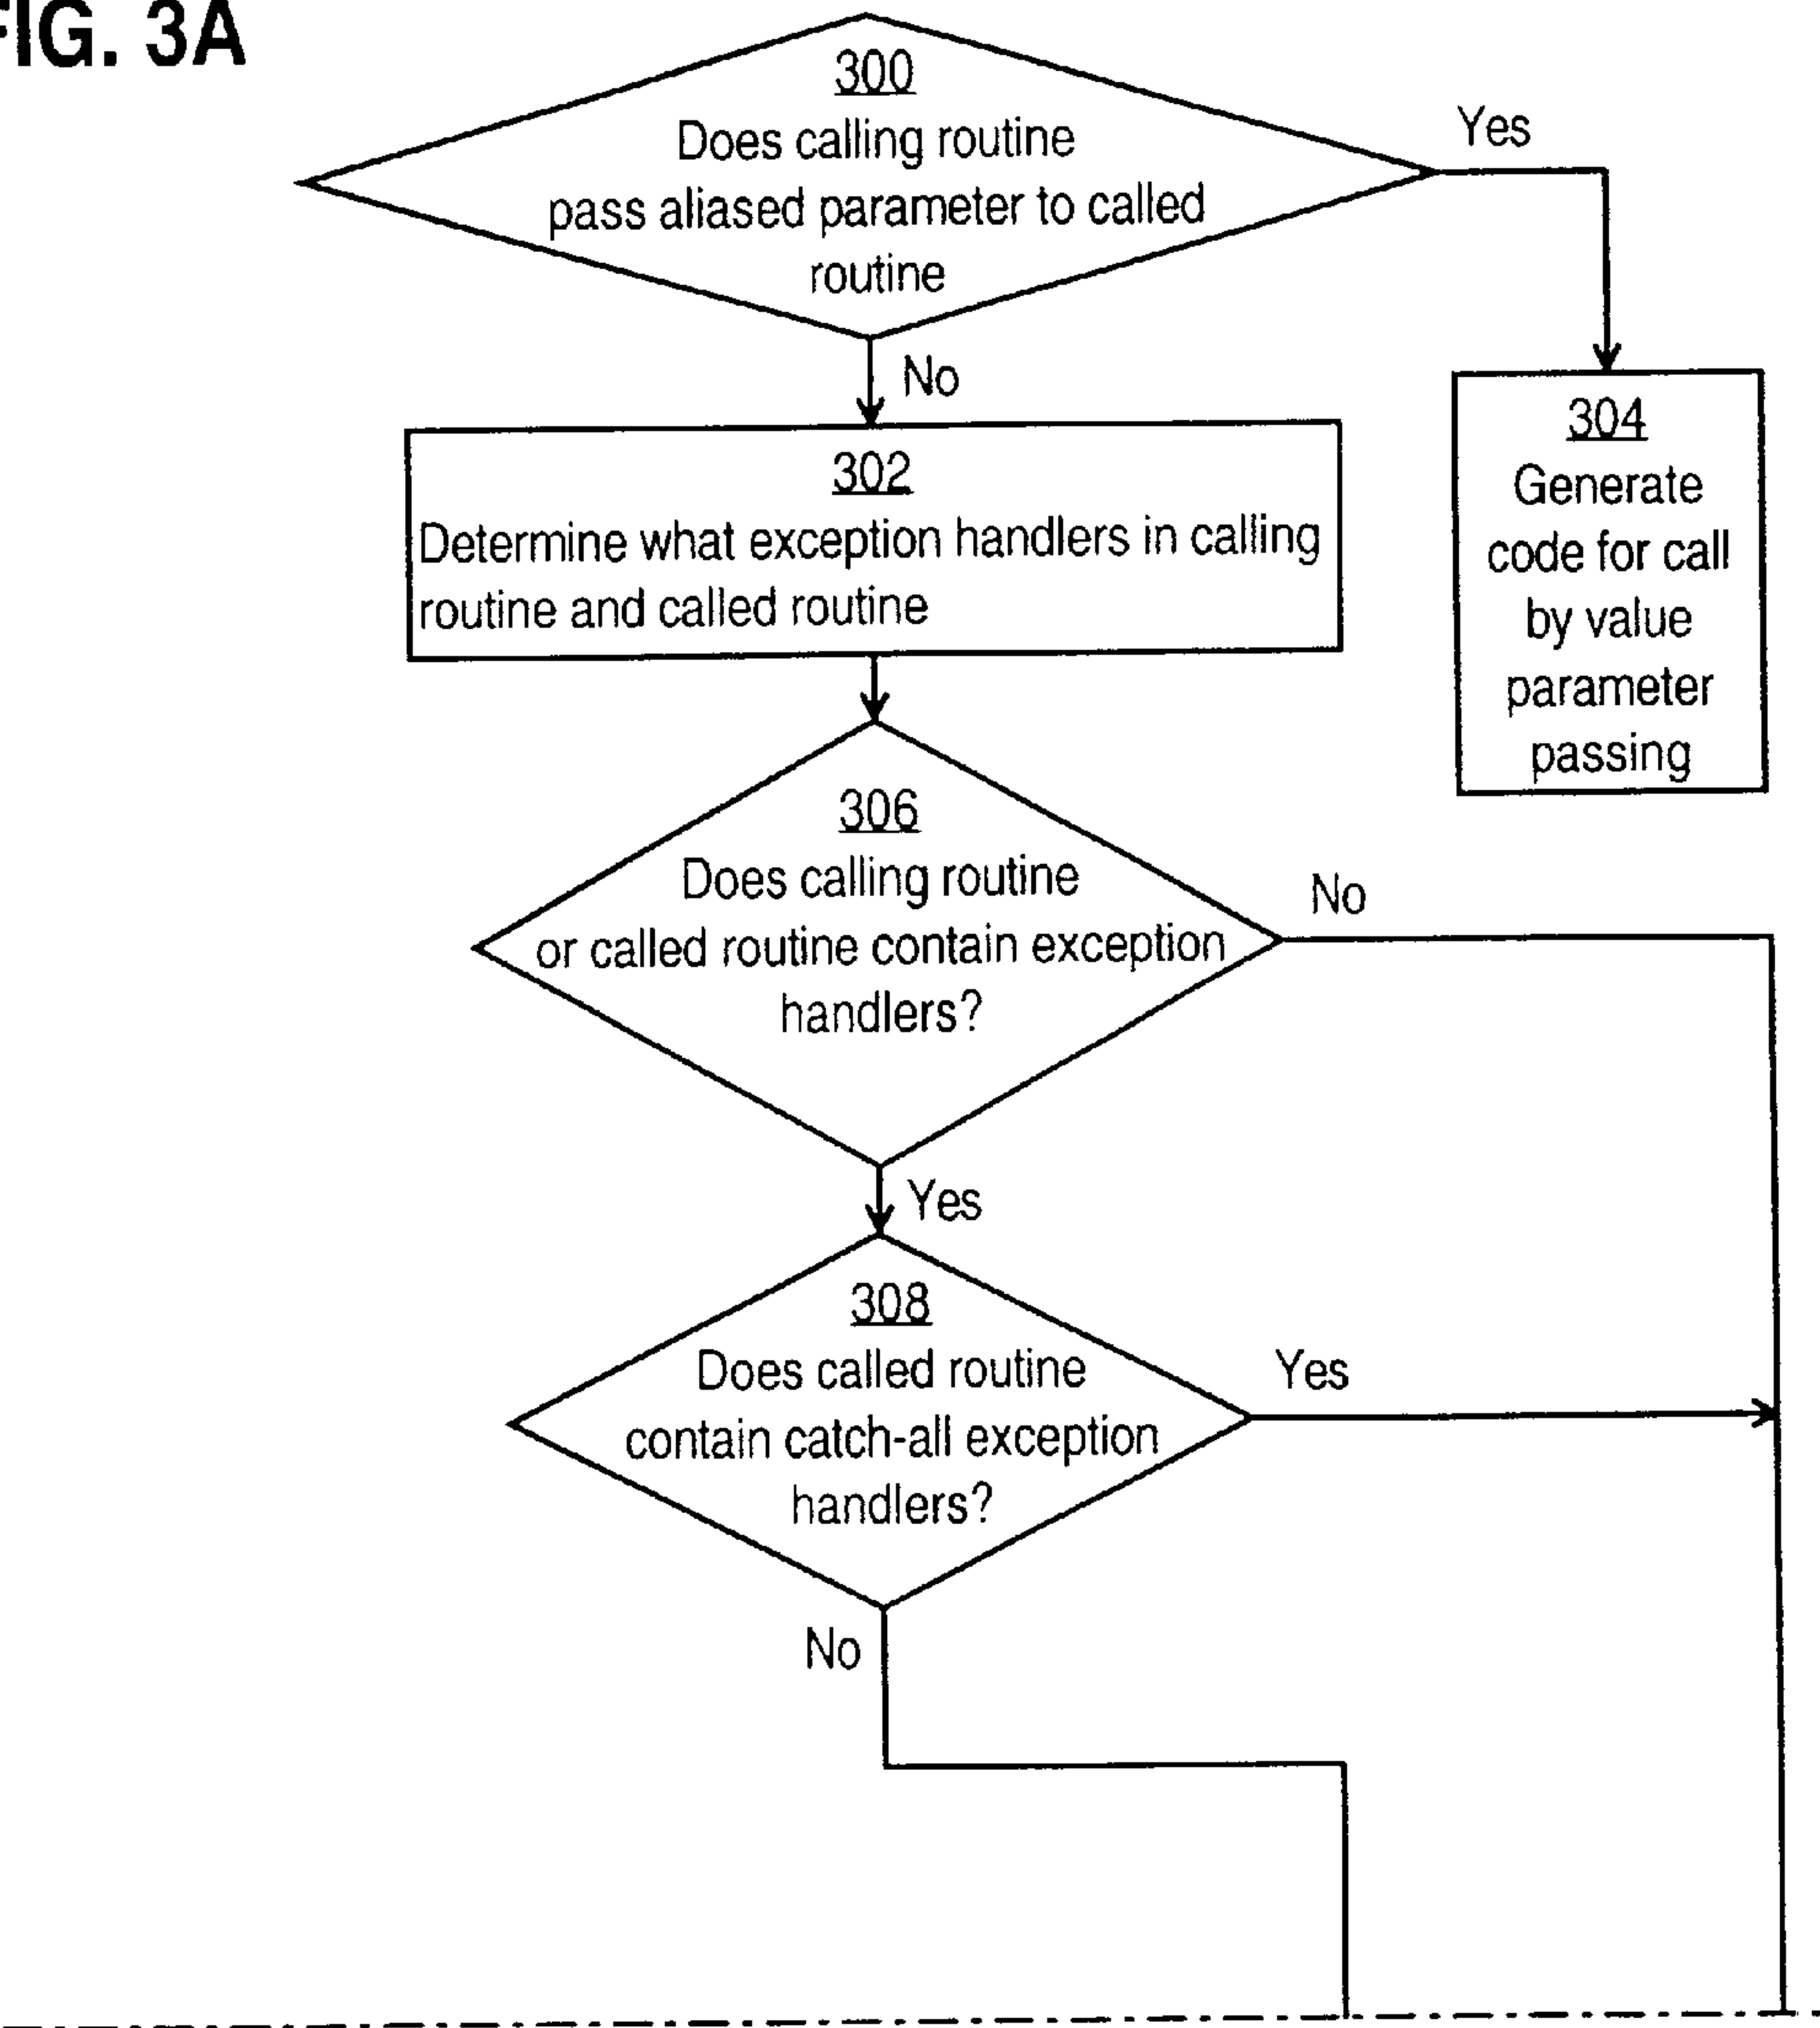 FIG. 3A
300
Does calling routine
pass aliased parameter to called
routine
Yes
No
302
Determine what exception handlers in calling
routine and called routine
304
Generate
code for call
by value
parameter
passing
306
Does calling routine
or called routine contain exception
handlers?
No
Yes
308
Does called routine
contain catch-all exception
handlers?
Yes
No